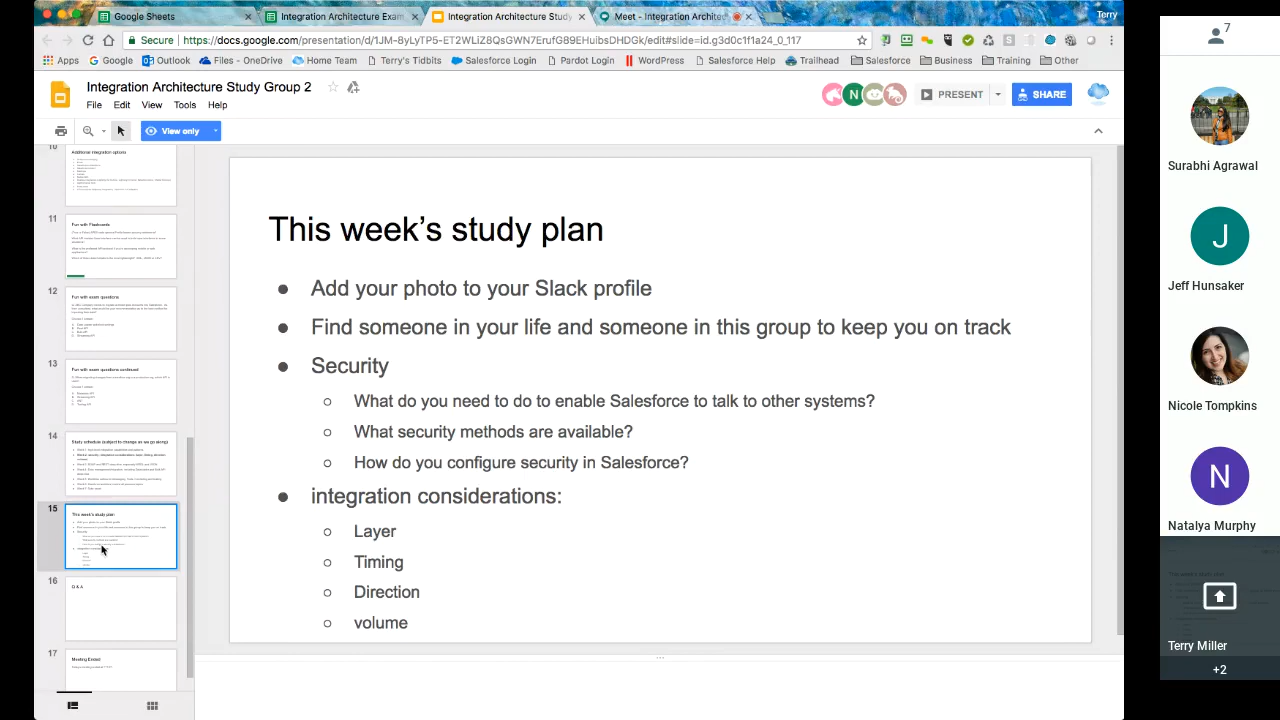 Google Sheets
Integration Architecture Exa
Integration Architecture Study
Meet - Integration Architec
Terry
Secure
https://docs.google.com/presentation/d/1JM-8yLyTP5-ET2WLiZ8QsGWx7ErufG89EHuibsDHDGk/edit#slide=id.g3d0c1f1a24_0_117
Apps
Google
Outlook
Files - OneDrive
Home Team
Terry's Tidbits
Salesforce Login
Pardot Login
WordPress
Salesforce Help
Trailhead
Salesforce
Business
Training
Other
Integration Architecture Study Group 2
File Edit View Tools Help
N
PRESENT
SHARE
View only
10
Additional integration options
11
Fun with Flashcards
12
Fun with exam questions
13
Fun with exam questions continued
14
Study schedule (subject to change as we go along)
15
This week's study plan
16
Q & A
17
Meeting Ended
This week's study plan
Add your photo to your Slack profile
Find someone in your life and someone in this group to keep you on track
Security
What do you need to do to enable Salesforce to talk to other systems?
What security methods are available?
How do you configure security in Salesforce?
integration considerations:
Layer
Timing
Direction
volume
7
Surabhi Agrawal
J
Jeff Hunsaker
Nicole Tompkins
N
Natalya Murphy
Terry Miller
+2